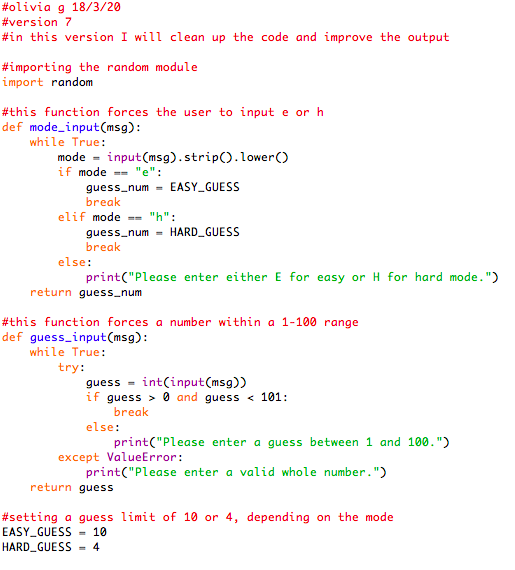 #olivia g 18/3/20
#version 7
#in this version I will clean up the code and improve the output

#importing the random module
import random

#this function forces the user to input e or h
def mode_input(msg):
    while True:
        mode = input(msg).strip().lower()
        if mode == "e":
            guess_num = EASY_GUESS
            break
        elif mode == "h":
            guess_num = HARD_GUESS
            break
        else:
            print("Please enter either E for easy or H for hard mode.")
    return guess_num

#this function forces a number within a 1-100 range
def guess_input(msg):
    while True:
        try:
            guess = int(input(msg))
            if guess > 0 and guess < 101:
                break
            else:
                print("Please enter a guess between 1 and 100.")
        except ValueError:
            print("Please enter a valid whole number.")
    return guess

#setting a guess limit of 10 or 4, depending on the mode
EASY_GUESS = 10
HARD_GUESS = 4